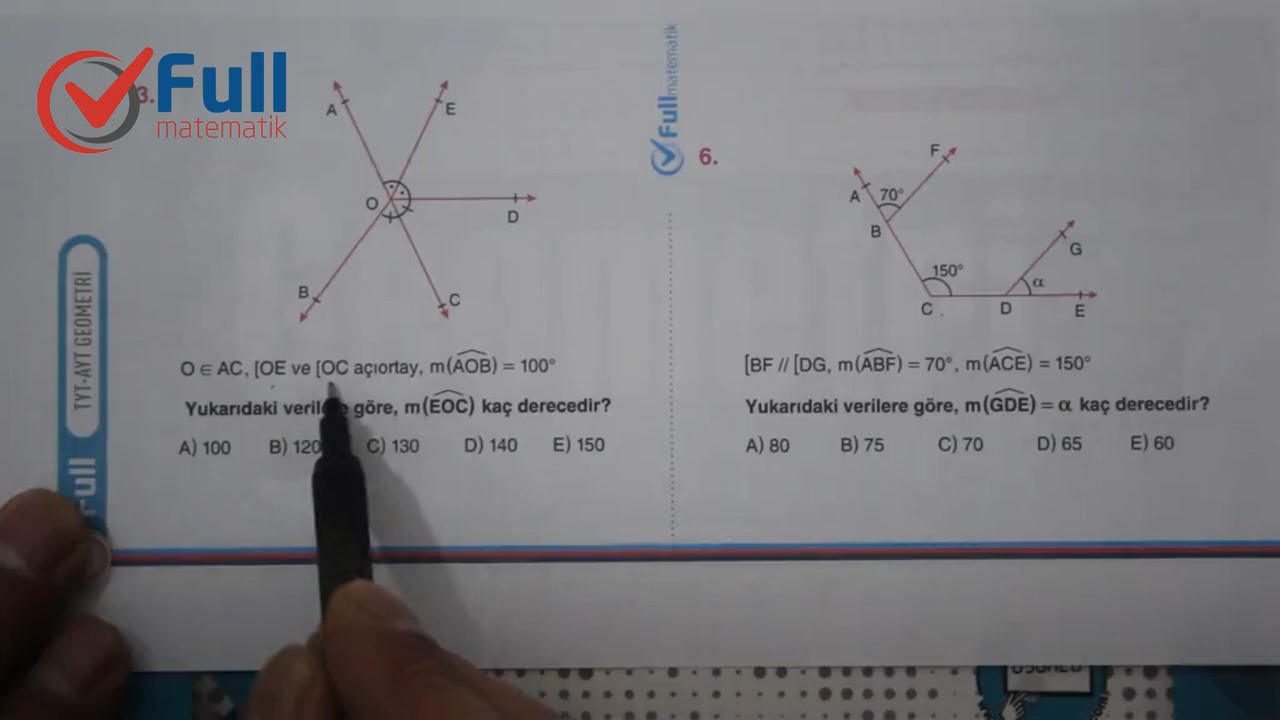 Full
matematik
3.
A
E
O
D
B
C
O ∈ AC, [OE ve [OC açıortay, m(AOB) = 100°
Yukarıdaki göre, m(EOC) kaç derecedir?
A) 100 B) 120 C) 130 D) 140 E) 150
TYT-AYT GEOMETRİ
Full
Full matematik
6.
F
A
70°
B
G
150°
α
C
D
E
[BF // [DG, m(ABF) = 70°, m(ACE) = 150°
Yukarıdaki verilere göre, m(GDE) = α kaç derecedir?
A) 80 B) 75 C) 70 D) 65 E) 60